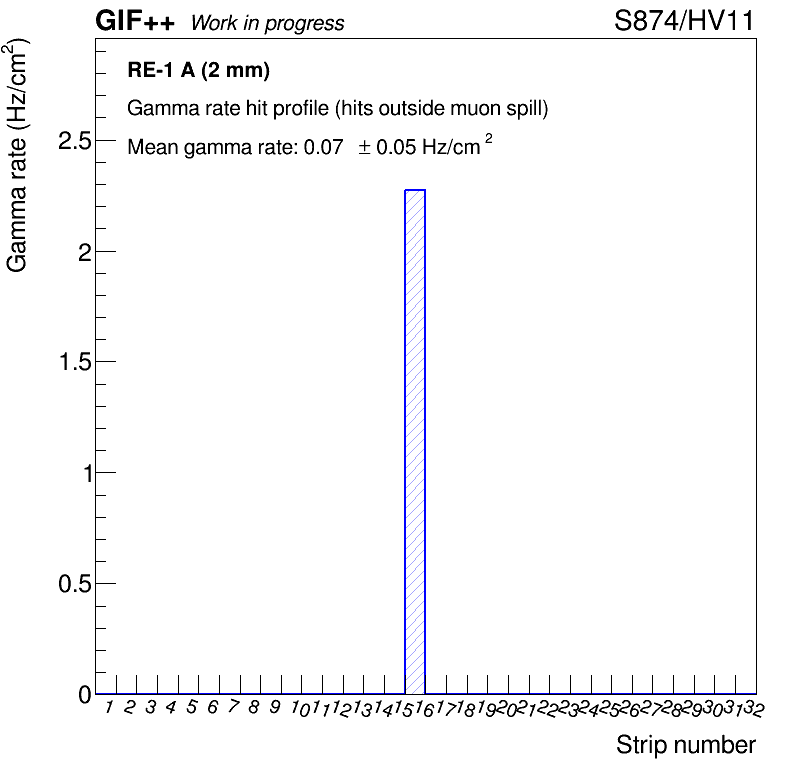 GIF++ Work in progress S874/HV11
Gamma rate (Hz/cm2)
RE-1 A (2 mm)
Gamma rate hit profile (hits outside muon spill)
Mean gamma rate: 0.07 ± 0.05 Hz/cm 2
2.5
2
1.5
1
0.5
0
1 2 3 4 5 6 7 8 9 10 11 12 13 14 15 16 17 18 19 20 21 22 23 24 25 26 27 28 29 30 31 32
Strip number